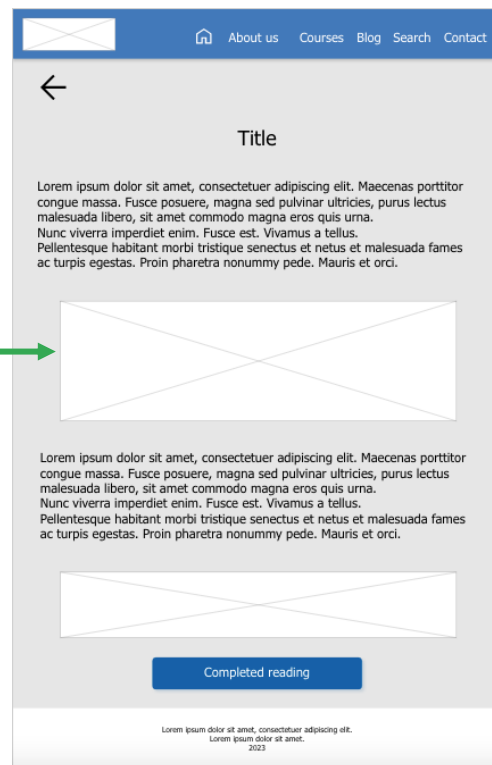 About us Courses Blog Search Contact
Title
Lorem ipsum dolor sit amet, consectetuer adipiscing elit. Maecenas porttitor
congue massa. Fusce posuere, magna sed pulvinar ultricies, purus lectus
malesuada libero, sit amet commodo magna eros quis urna.
Nunc viverra imperdiet enim. Fusce est. Vivamus a tellus.
Pellentesque habitant morbi tristique senectus et netus et malesuada fames
ac turpis egestas. Proin pharetra nonummy pede. Mauris et orci.
Lorem ipsum dolor sit amet, consectetuer adipiscing elit. Maecenas porttitor
congue massa. Fusce posuere, magna sed pulvinar ultricies, purus lectus
malesuada libero, sit amet commodo magna eros quis urna.
Nunc viverra imperdiet enim. Fusce est. Vivamus a tellus.
Pellentesque habitant morbi tristique senectus et netus et malesuada fames
ac turpis egestas. Proin pharetra nonummy pede. Mauris et orci.
Completed reading
Lorem ipsum dolor sit amet, consectetuer adipiscing elit.
Lorem ipsum dolor sit amet.
2023